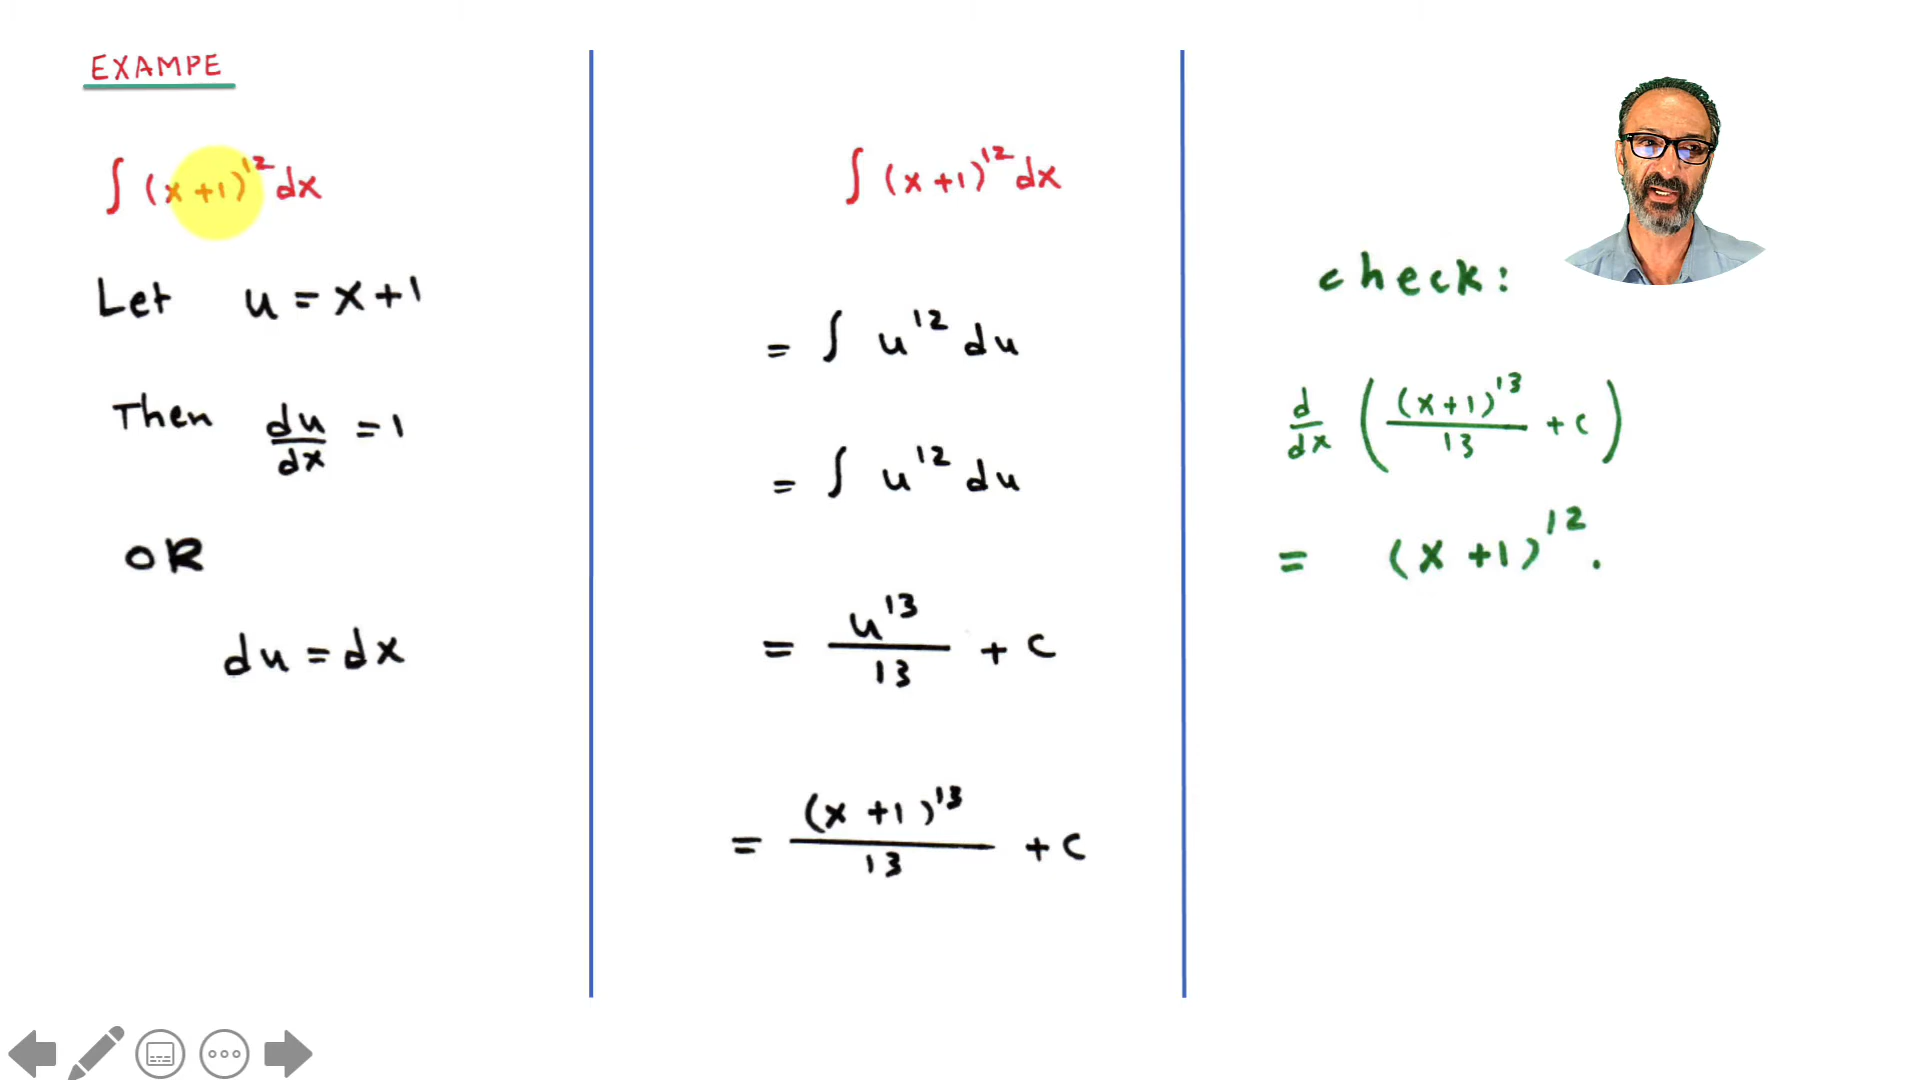 EXAMPE
∫ (x+1)^12 dx
Let u = x+1
Then du/dx = 1
OR
du = dx
∫ (x+1)^12 dx
= ∫ u^12 du
= ∫ u^12 du
= u^13/13 + C
= (x+1)^13/13 + C
check:
d/dx ((x+1)^13/13 + C)
= (x+1)^12.